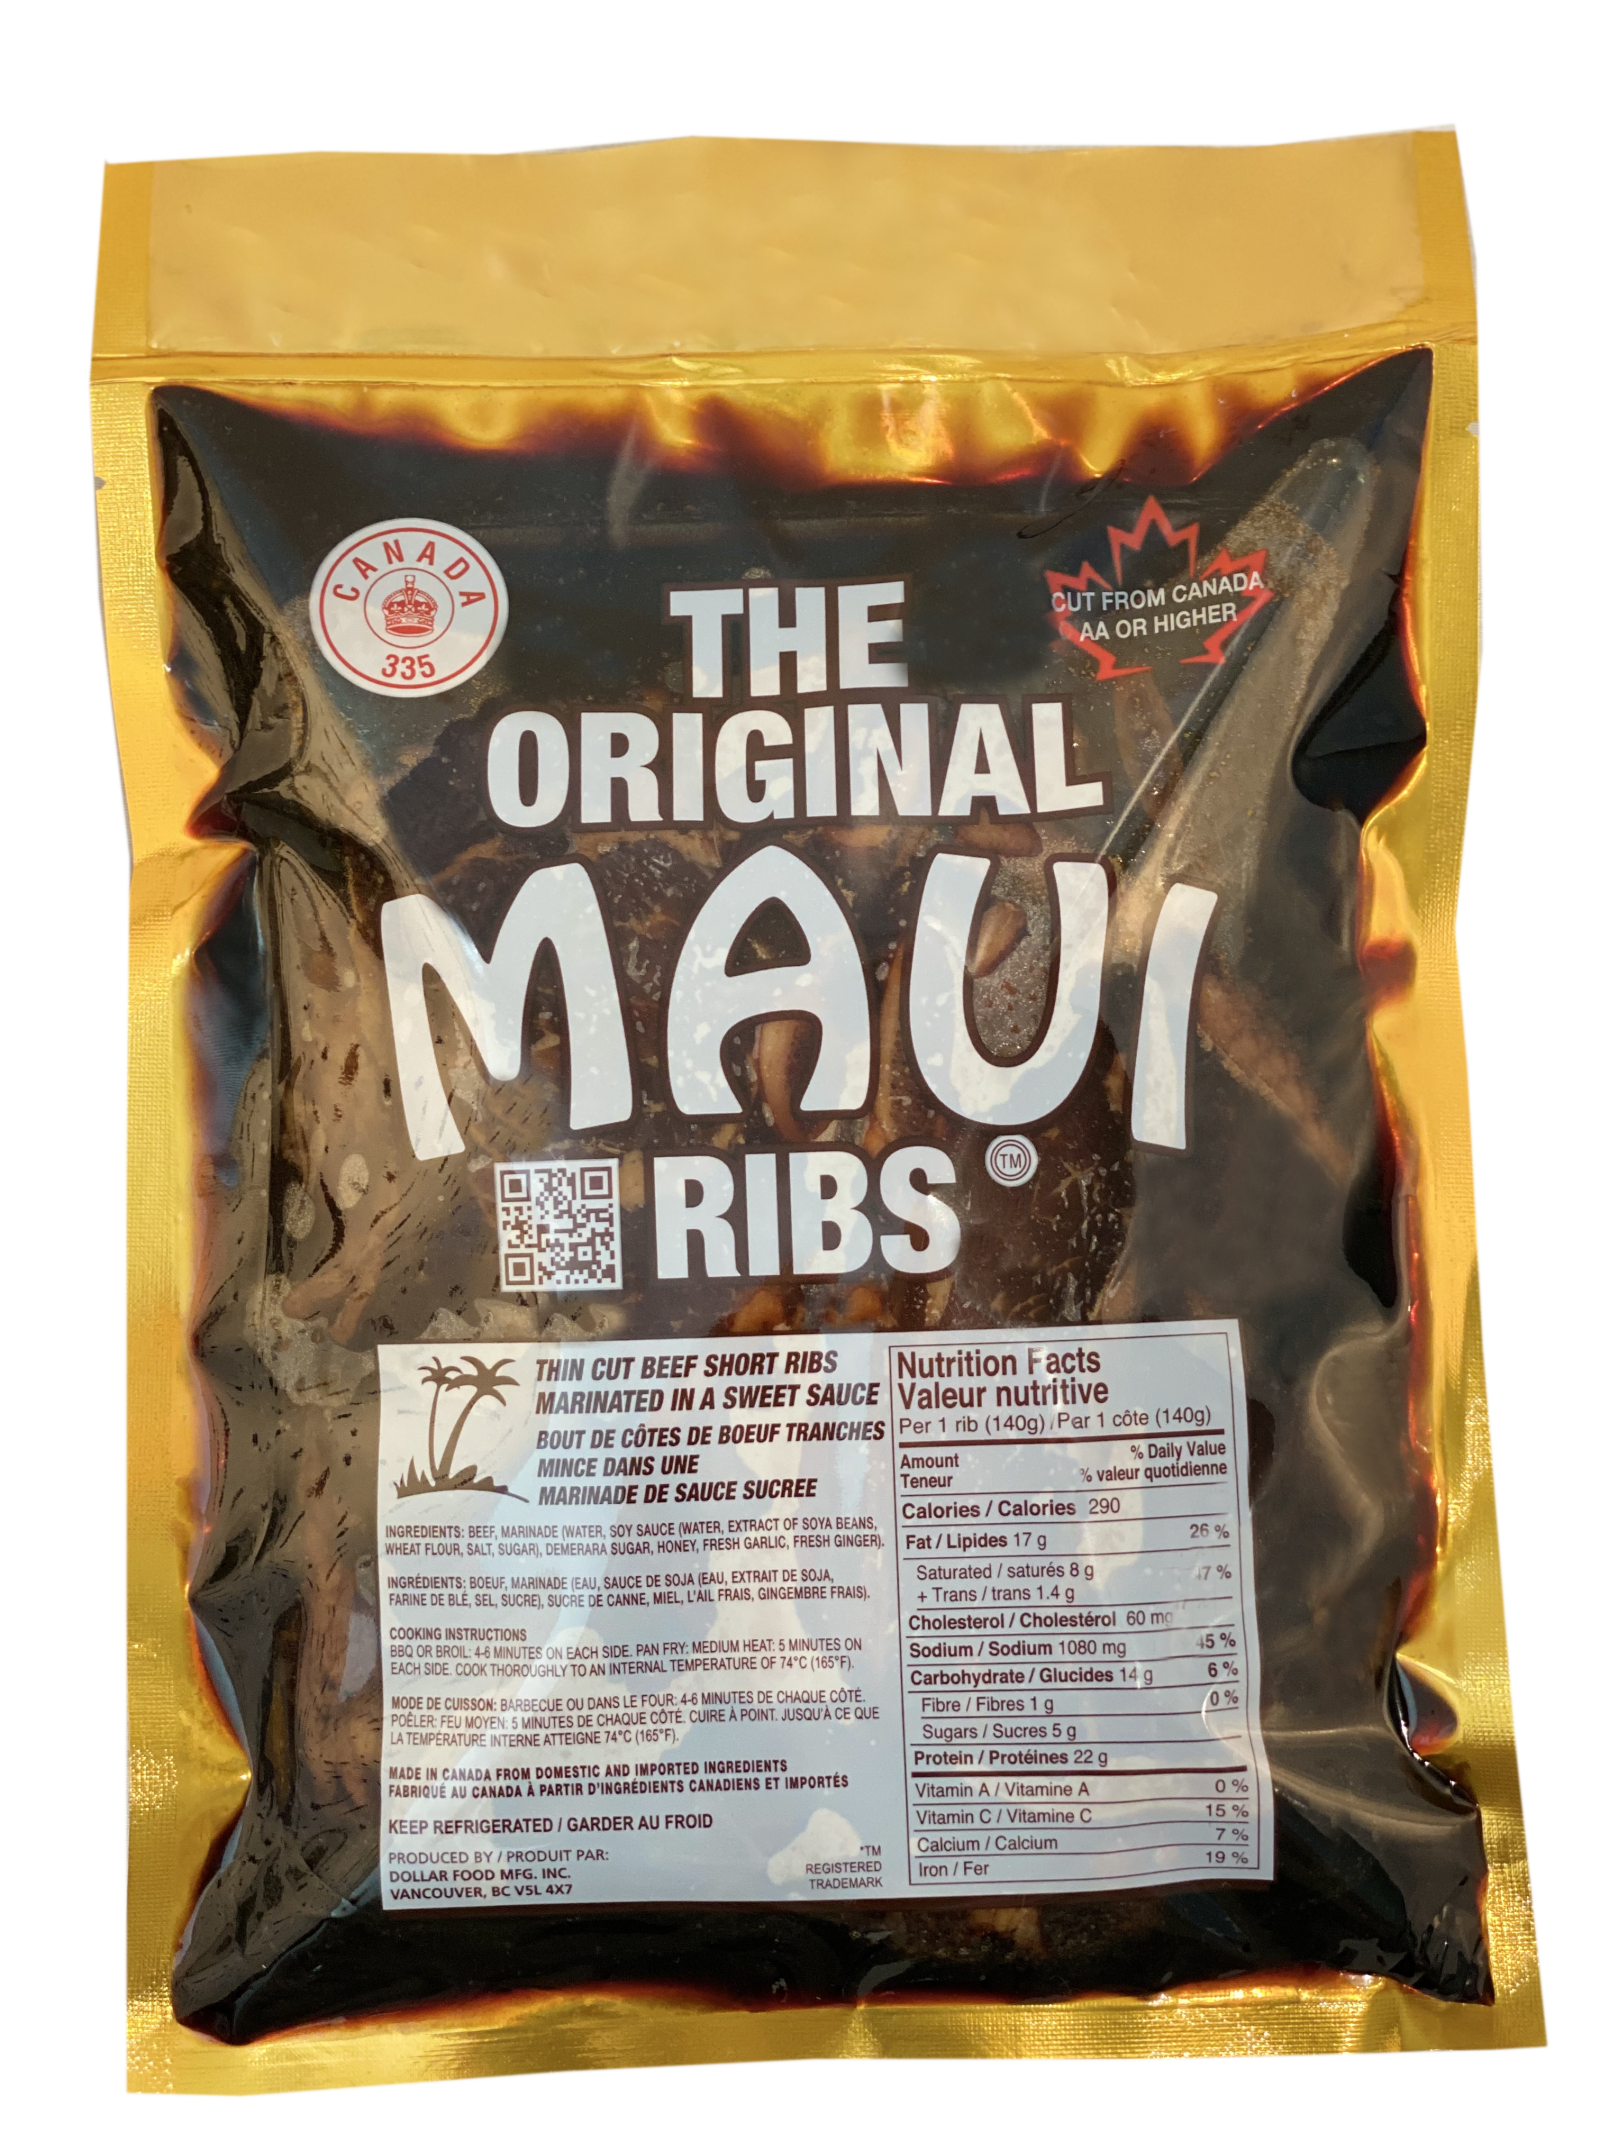 CANADA
335
CUT FROM CANADA
AA OR HIGHER
THE
ORIGINAL
MAUI
RIBS TM
THIN CUT BEEF SHORT RIBS
MARINATED IN A SWEET SAUCE
BOUT DE CÔTES DE BOEUF TRANCHES
MINCE DANS UNE
MARINADE DE SAUCE SUCREE
INGREDIENTS: BEEF, MARINADE (WATER, SOY SAUCE (WATER, EXTRACT OF SOYA BEANS,
WHEAT FLOUR, SALT, SUGAR), DEMERARA SUGAR, HONEY, FRESH GARLIC, FRESH GINGER).
INGRÉDIENTS: BOEUF, MARINADE (EAU, SAUCE DE SOJA (EAU, EXTRAIT DE SOJA,
FARINE DE BLÉ, SEL, SUCRE), SUCRE DE CANNE, MIEL, L'AIL FRAIS, GINGEMBRE FRAIS).
COOKING INSTRUCTIONS
BBQ OR BROIL: 4-6 MINUTES ON EACH SIDE. PAN FRY: MEDIUM HEAT: 5 MINUTES ON
EACH SIDE. COOK THOROUGHLY TO AN INTERNAL TEMPERATURE OF 74°C (165°F).
MODE DE CUISSON: BARBECUE OU DANS LE FOUR: 4-6 MINUTES DE CHAQUE CÔTÉ.
POÊLER: FEU MOYEN: 5 MINUTES DE CHAQUE CÔTÉ. CUIRE À POINT. JUSQU'À CE QUE
LA TEMPÉRATURE INTERNE ATTEIGNE 74°C (165°F).
MADE IN CANADA FROM DOMESTIC AND IMPORTED INGREDIENTS
FABRIQUÉ AU CANADA À PARTIR D'INGRÉDIENTS CANADIENS ET IMPORTÉS
KEEP REFRIGERATED / GARDER AU FROID
PRODUCED BY / PRODUIT PAR:
DOLLAR FOOD MFG. INC.
VANCOUVER, BC V5L 4X7
*TM
REGISTERED
TRADEMARK
Nutrition Facts
Valeur nutritive
Per 1 rib (140g) / Par 1 côte (140g)
Amount % Daily Value
Teneur % valeur quotidienne
Calories / Calories 290
Fat / Lipides 17 g 26 %
Saturated / saturés 8 g
+ Trans / trans 1.4 g 47 %
Cholesterol / Cholestérol 60 mg
Sodium / Sodium 1080 mg 45 %
Carbohydrate / Glucides 14 g 6 %
Fibre / Fibres 1 g 0 %
Sugars / Sucres 5 g
Protein / Protéines 22 g
Vitamin A / Vitamine A 0 %
Vitamin C / Vitamine C 15 %
Calcium / Calcium 7 %
Iron / Fer 19 %